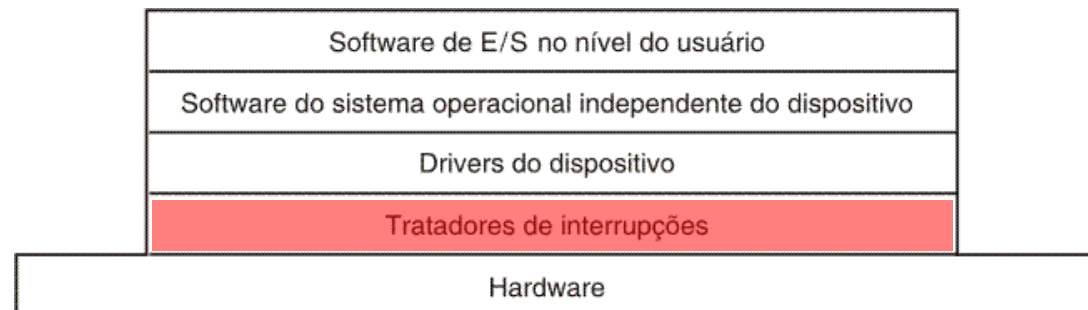 Software de E/S no nível do usuário
Software do sistema operacional independente do dispositivo
Drivers do dispositivo
Tratadores de interrupções
Hardware